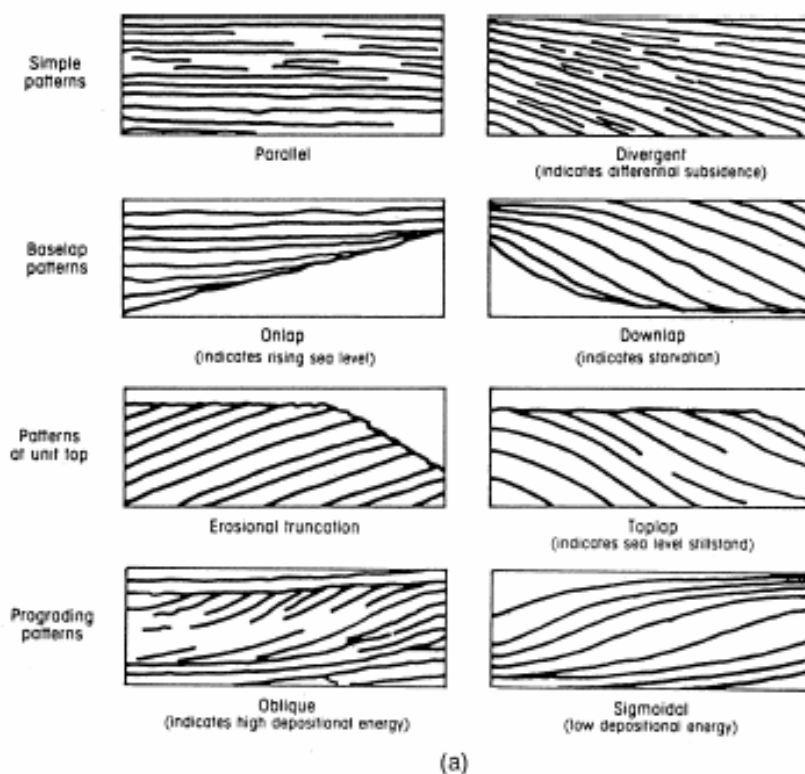 Simple
patterns
Parallel
Divergent
(indicates differential subsidence)
Baselap
patterns
Onlap
(indicates rising sea level)
Downlap
(indicates starvation)
Patterns
at unit top
Erosional truncation
Toplap
(indicates sea level stillstand)
Prograding
patterns
Oblique
(indicates high depositional energy)
Sigmoidal
(low depositional energy)
(a)